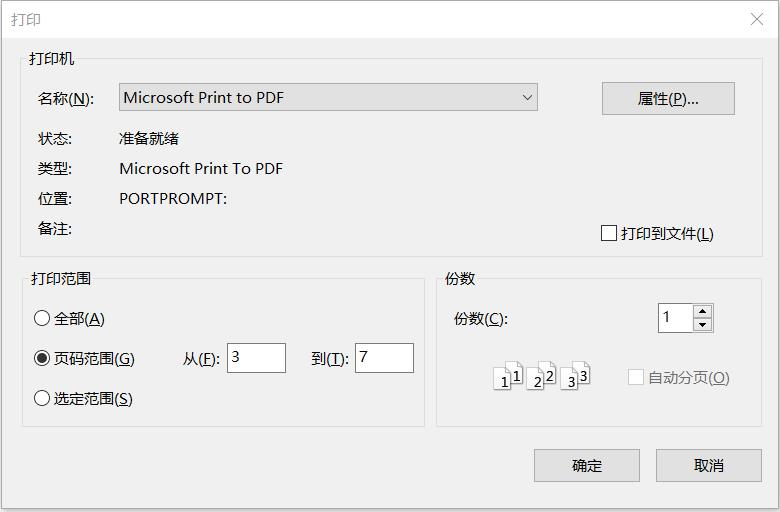 打印
打印机
名称(N): Microsoft Print to PDF 属性(P)...
状态: 准备就绪
类型: Microsoft Print To PDF
位置: PORTPROMPT:
备注:
打印到文件(L)
打印范围
全部(A)
页码范围(G) 从(F): 3 到(T): 7
选定范围(S)
份数
份数(C): 1
1 1 2 2 3 3 自动分页(O)
确定 取消